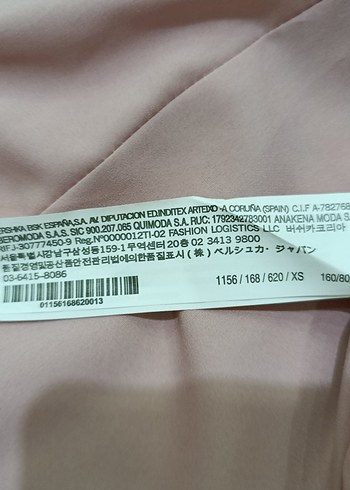 ERSHKA BSK ESPAÑA,S.A. AV. DIPUTACION ED.INDITEX ARTEIXO -A CORUÑA (SPAIN) C.I.F A-782768
BEROMODA S.A.S. SIC 900.207.085 QUIMODA S.A. RUC: 1792342783001 ANAKENA MODA S
RIFJ-30777450-9 Reg.Nº0000012TI-02 FASHION LOGISTICS LLC 버쉬카코리아
서울특별시강남구삼성동159-1무역센터20층 02 3413 9800
품질경영및공산품안전관리법에의한품질표시 (株) ベルシュカ・ジャパン
03-6415-8086
1156 / 168 / 620 / XS 160/80
01156168620013